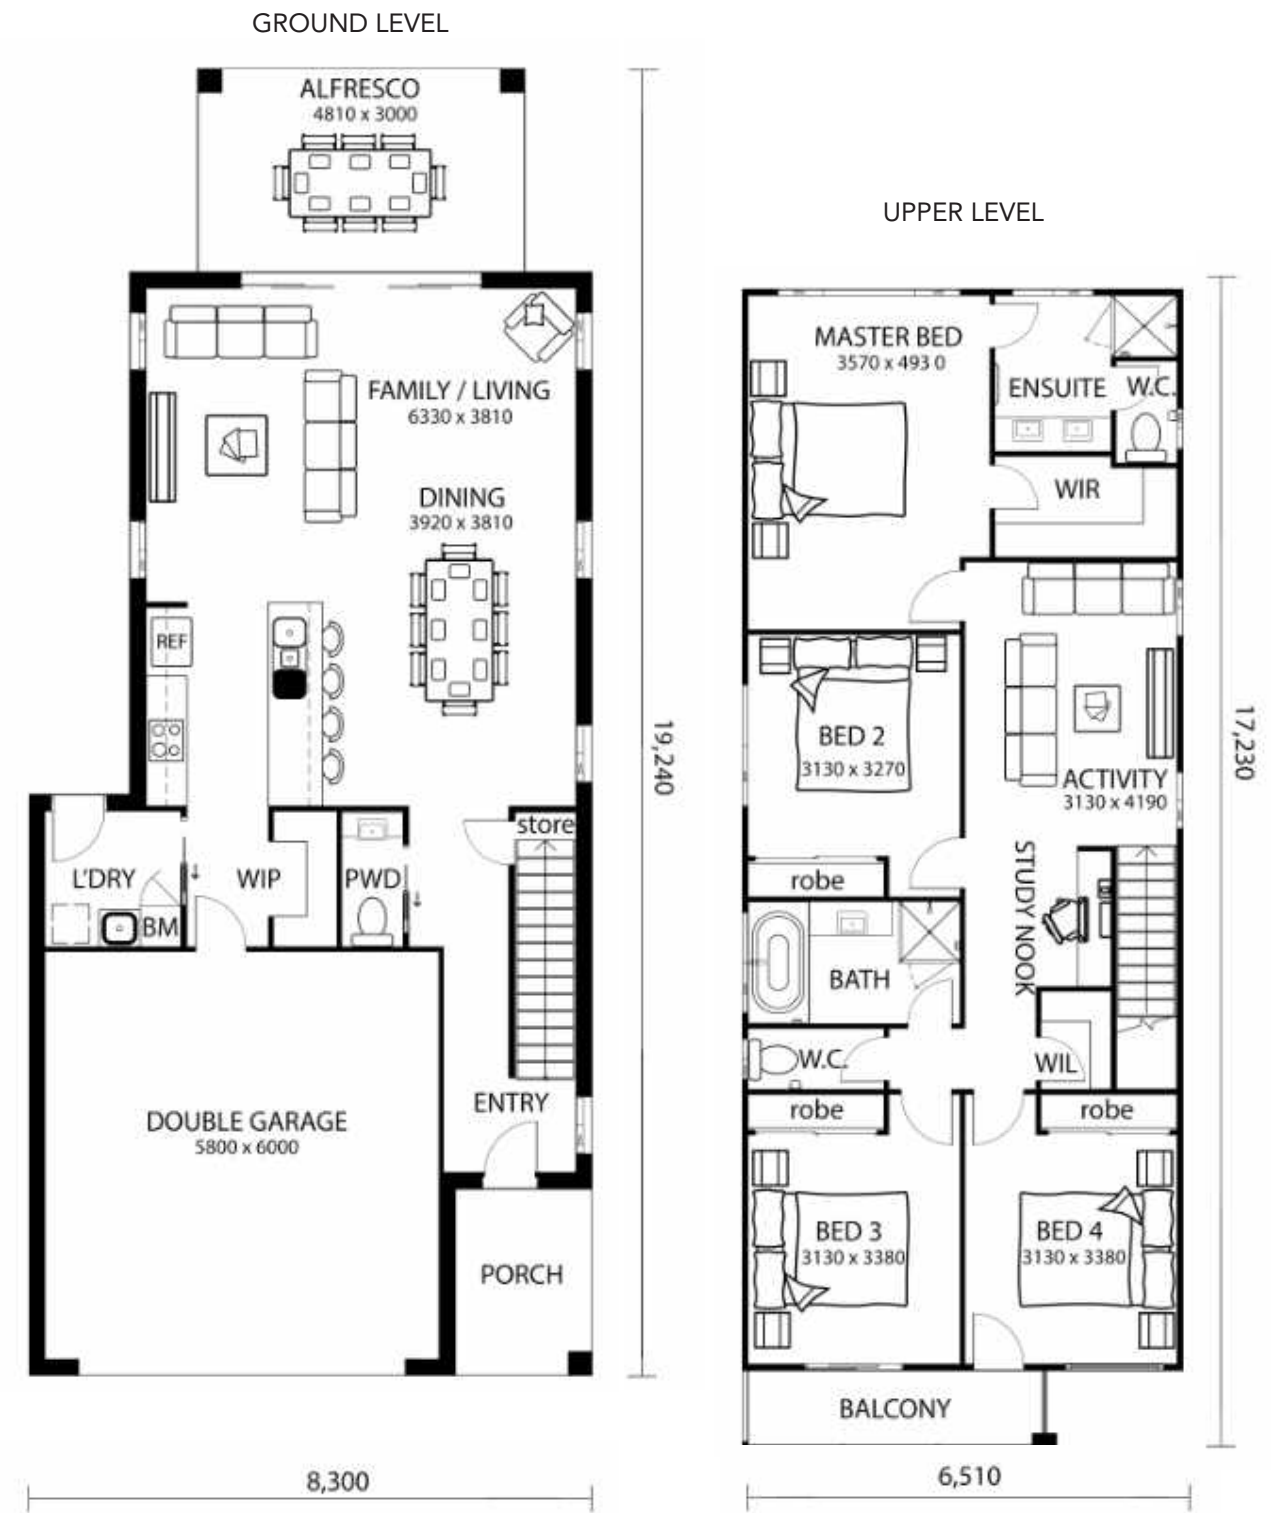 GROUND LEVEL
ALFRESCO
4810 x 3000
FAMILY / LIVING
6330 x 3810
DINING
3920 x 3810
REF
19,240
store
L'DRY
WIP
PWD
BM
ENTRY
DOUBLE GARAGE
5800 x 6000
PORCH
8,300
UPPER LEVEL
MASTER BED
3570 x 493 0
ENSUITE
W.C.
WIR
BED 2
3130 x 3270
17,230
ACTIVITY
3130 x 4190
robe
STUDY NOOK
BATH
W.C.
WIL
robe
robe
BED 3
3130 x 3380
BED 4
3130 x 3380
BALCONY
6,510